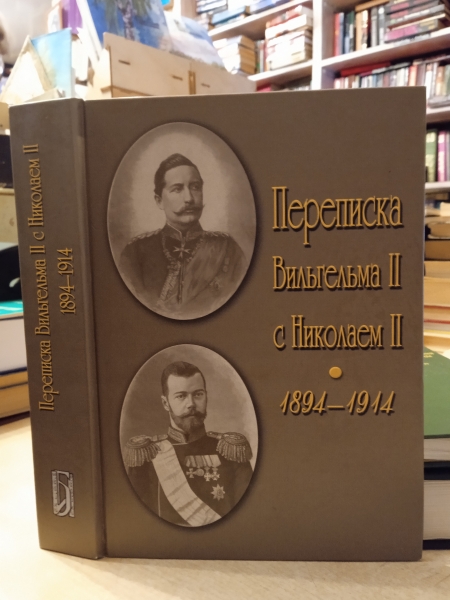 Переписка Вильгельма II с Николаем II
1894-1914
Переписка
Вильгельма II
с Николаем II
1894–1914